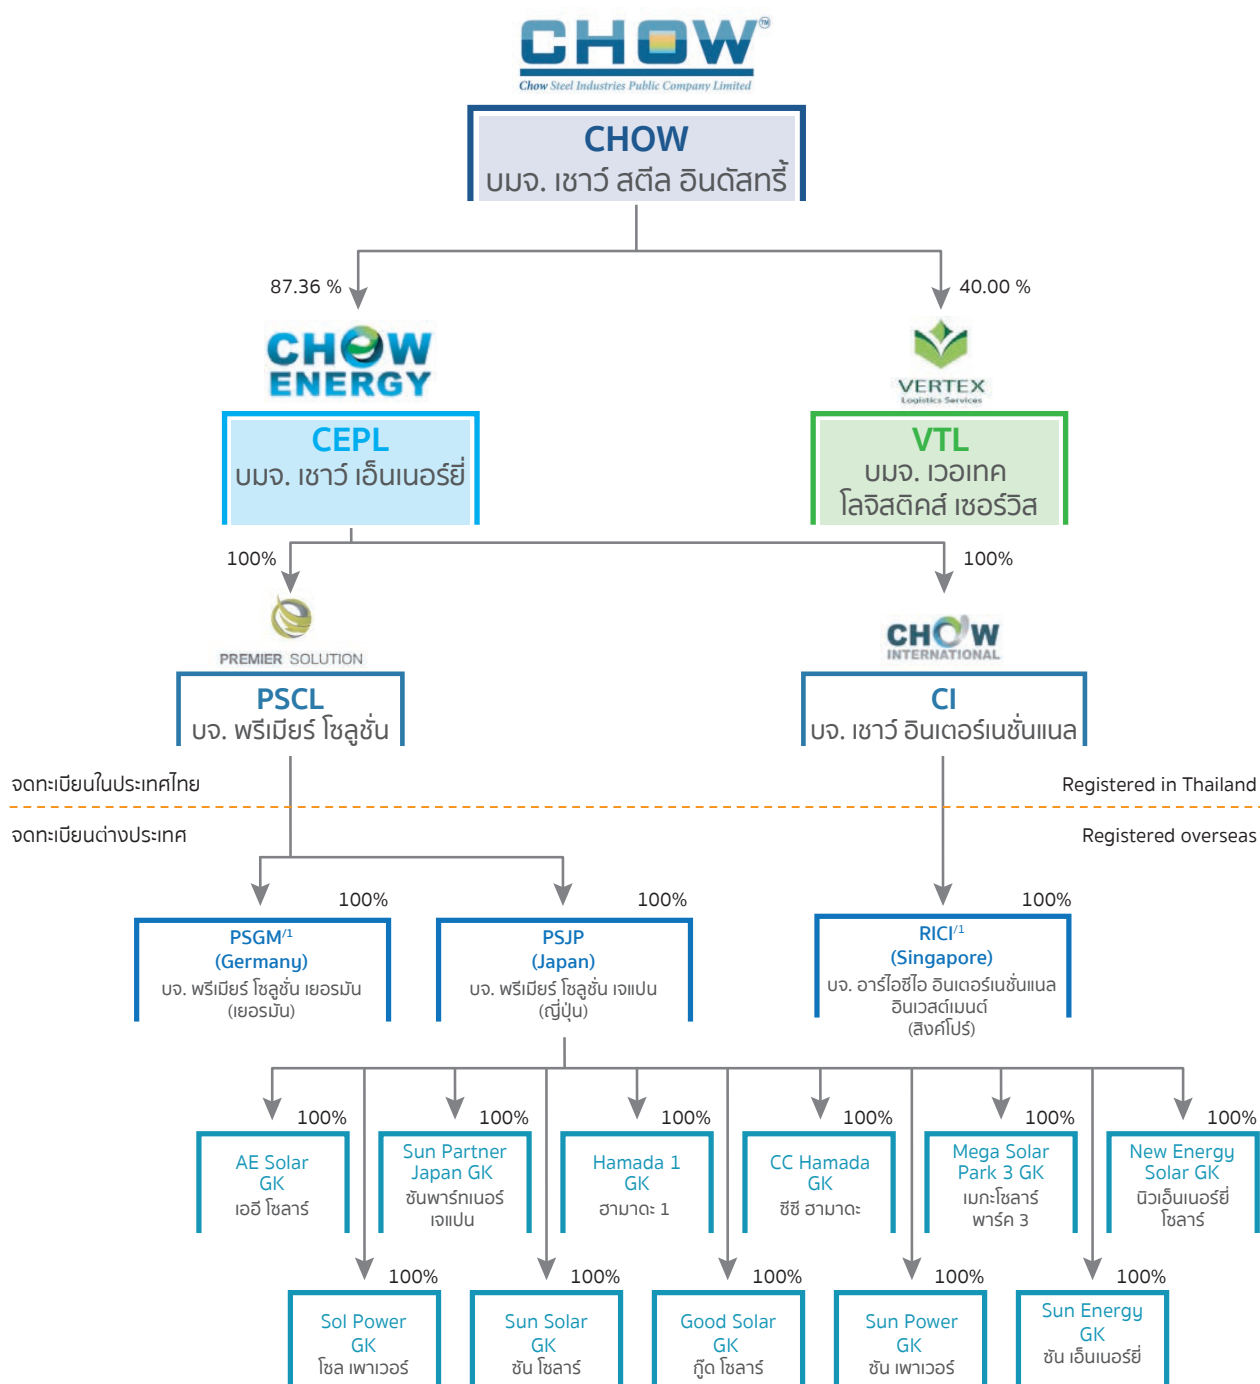 CHOW™
Chow Steel Industries Public Company Limited
CHOW
บมจ. เชาว์ สตีล อินดัสทรี้
87.36 %
40.00 %
CHOW
ENERGY
VERTEX
Logistics Services
CEPL
บมจ. เชาว์ เอ็นเนอร์ยี่
VTL
บมจ. เวอเทค
โลจิสติคส์ เซอร์วิส
100%
100%
PREMIER SOLUTION
CHOW
INTERNATIONAL
PSCL
บจ. พรีเมียร์ โซลูชั่น
CI
บจ. เชาว์ อินเตอร์เนชั่นแนล
จดทะเบียนในประเทศไทย
Registered in Thailand
จดทะเบียนต่างประเทศ
Registered overseas
100%
100%
100%
PSGM/1
(Germany)
บจ. พรีเมียร์ โซลูชั่น เยอรมัน
(เยอรมัน)
PSJP
(Japan)
บจ. พรีเมียร์ โซลูชั่น เจแปน
(ญี่ปุ่น)
RICI/1
(Singapore)
บจ. อาร์ไอซีไอ อินเตอร์เนชั่นแนล
อินเวสต์เมนต์
(สิงค์โปร์)
100%
100%
100%
100%
100%
100%
AE Solar
GK
เออี โซลาร์
Sun Partner
Japan GK
ซันพาร์ทเนอร์
เจแปน
Hamada 1
GK
ฮามาดะ 1
CC Hamada
GK
ซีซี ฮามาดะ
Mega Solar
Park 3 GK
เมกะโซลาร์
พาร์ค 3
New Energy
Solar GK
นิวเอ็นเนอร์ยี่
โซลาร์
100%
100%
100%
100%
100%
Sol Power
GK
โซล เพาเวอร์
Sun Solar
GK
ซัน โซลาร์
Good Solar
GK
กู๊ด โซลาร์
Sun Power
GK
ซัน เพาเวอร์
Sun Energy
GK
ซัน เอ็นเนอร์ยี่